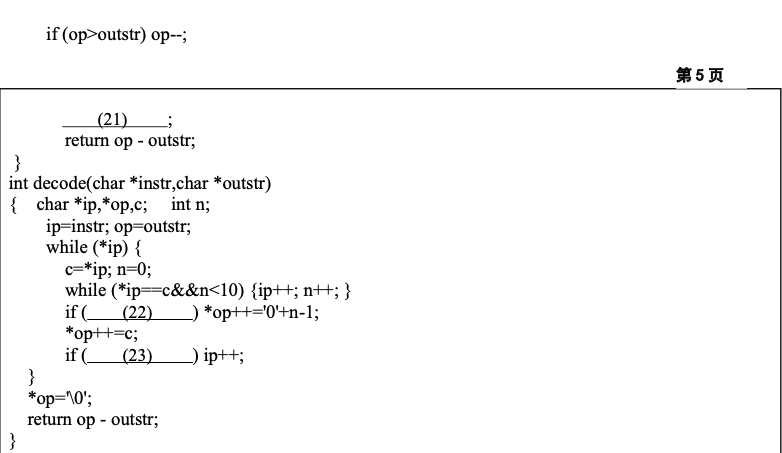 if (op>outstr) op--;
第 5 页
____(21)____;
return op - outstr;
}
int decode(char *instr,char *outstr)
{ char *ip,*op,c; int n;
ip=instr; op=outstr;
while (*ip) {
c=*ip; n=0;
while (*ip==c&&n<10) {ip++; n++; }
if (____(22)____) *op++='0'+n-1;
*op++=c;
if (____(23)____) ip++;
}
*op='\0';
return op - outstr;
}